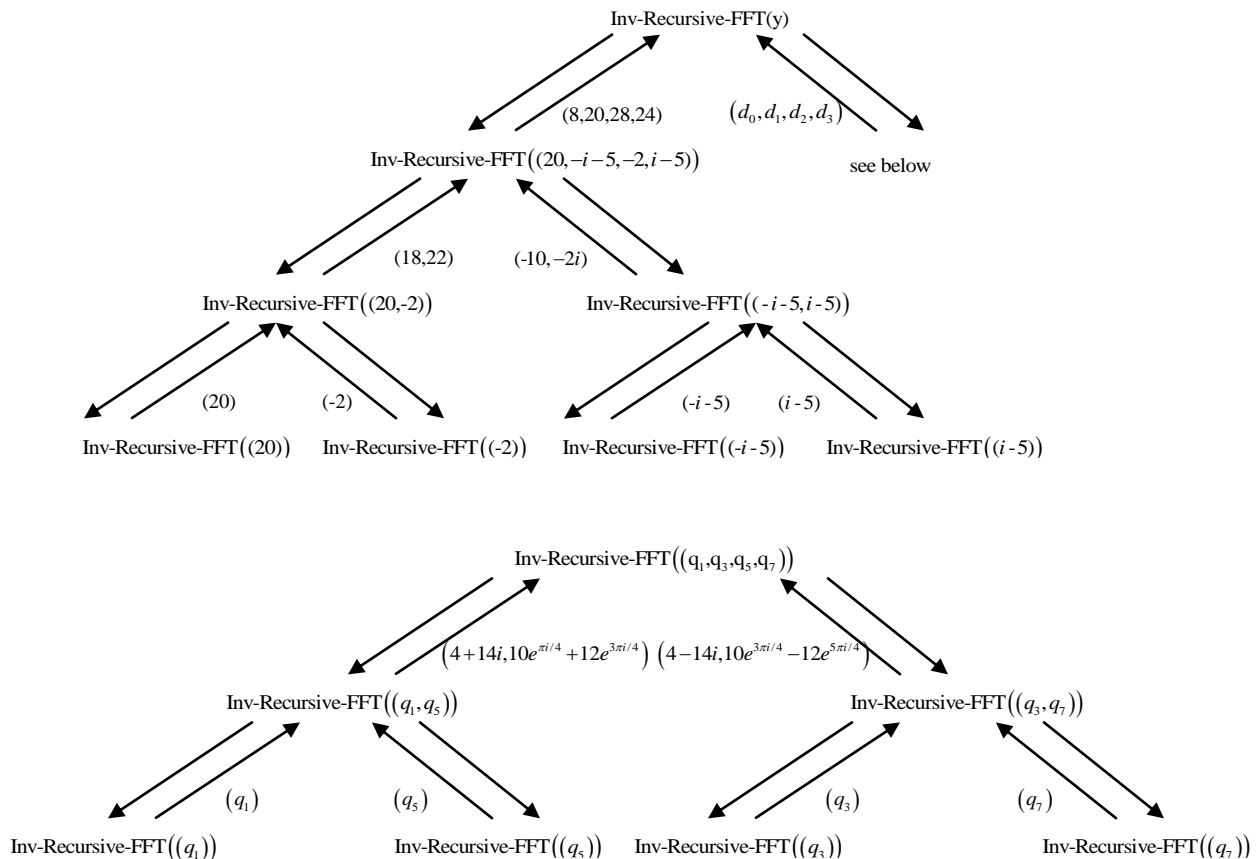 Inv-Recursive-FFT(y)
(8,20,28,24) (d₀,d₁,d₂,d₃)
Inv-Recursive-FFT((20,−i−5,−2,i−5)) see below
(18,22) (-10,−2i)
Inv-Recursive-FFT((20,-2)) Inv-Recursive-FFT((-i-5,i-5))
(20) (-2) (-i-5) (i-5)
Inv-Recursive-FFT((20)) Inv-Recursive-FFT((-2)) Inv-Recursive-FFT((-i-5)) Inv-Recursive-FFT((i-5))
Inv-Recursive-FFT((q₁,q₃,q₅,q₇))
(4+14i,10e^{πi/4}+12e^{3πi/4}) (4−14i,10e^{3πi/4}−12e^{5πi/4})
Inv-Recursive-FFT((q₁,q₅)) Inv-Recursive-FFT((q₃,q₇))
(q₁) (q₅) (q₃) (q₇)
Inv-Recursive-FFT((q₁)) Inv-Recursive-FFT((q₅)) Inv-Recursive-FFT((q₃)) Inv-Recursive-FFT((q₇))